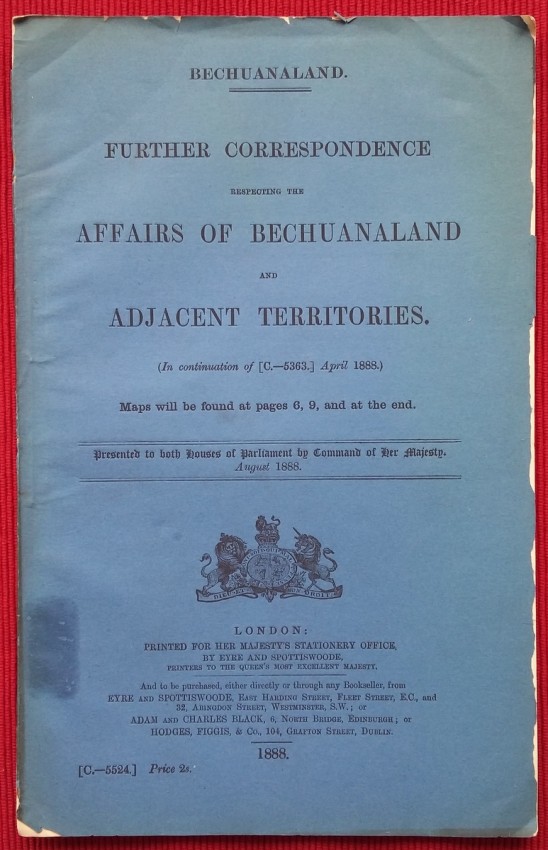 BECHUANALAND.
FURTHER CORRESPONDENCE
RESPECTING THE
AFFAIRS OF BECHUANALAND
AND
ADJACENT TERRITORIES.
(In continuation of [C.—5363.] April 1888.)
Maps will be found at pages 6, 9, and at the end.
Presented to both Houses of Parliament by Command of Her Majesty.
August 1888.
DIEU ET MON DROIT
LONDON:
PRINTED FOR HER MAJESTY'S STATIONERY OFFICE,
BY EYRE AND SPOTTISWOODE,
PRINTERS TO THE QUEEN'S MOST EXCELLENT MAJESTY.
And to be purchased, either directly or through any Bookseller, from
EYRE AND SPOTTISWOODE, EAST HARDING STREET, FLEET STREET, E.C., and
32, ABINGDON STREET, WESTMINSTER, S.W.; or
ADAM AND CHARLES BLACK, 6, NORTH BRIDGE, EDINBURGH; or
HODGES, FIGGIS, & Co., 104, GRAFTON STREET, DUBLIN.
1888.
[C.—5524.] Price 2s.